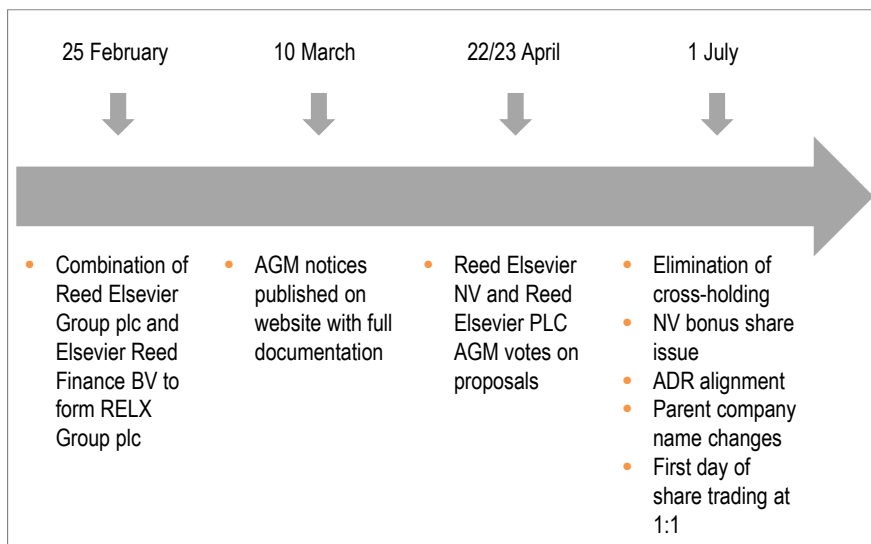 25 February
10 March
22/23 April
1 July
• Combination of
Reed Elsevier
Group plc and
Elsevier Reed
Finance BV to
form RELX
Group plc
• AGM notices
published on
website with full
documentation
• Reed Elsevier
NV and Reed
Elsevier PLC
AGM votes on
proposals
• Elimination of
cross-holding
• NV bonus share
issue
• ADR alignment
• Parent company
name changes
• First day of
share trading at
1:1